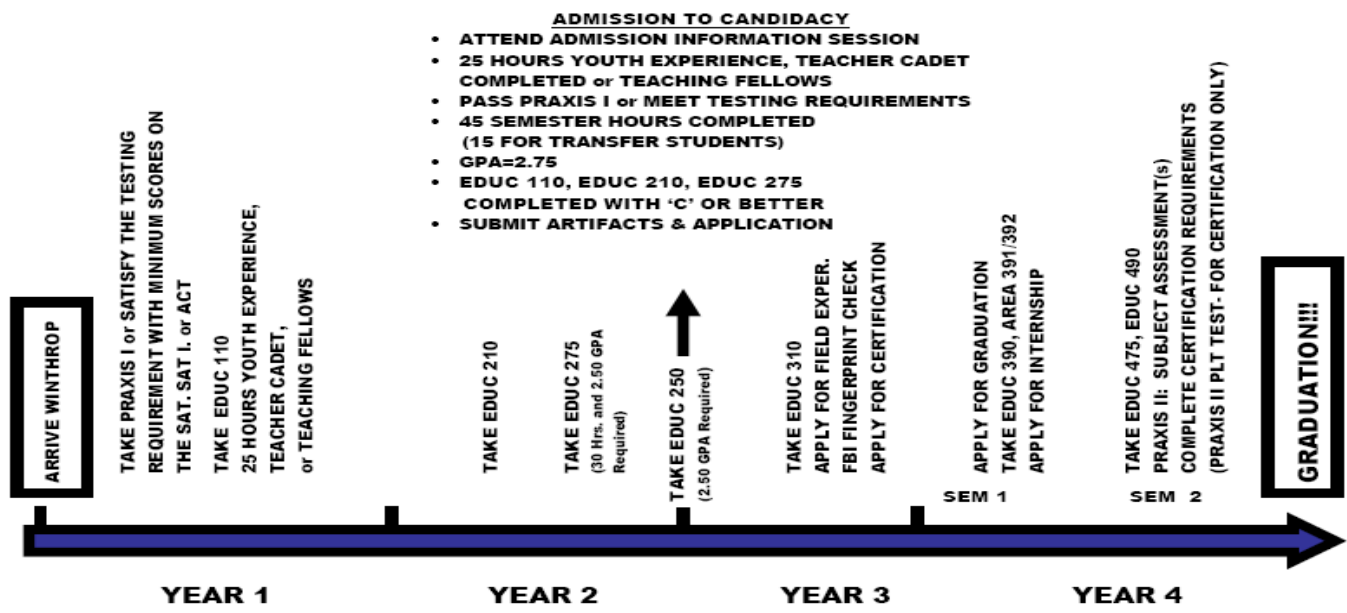 ADMISSION TO CANDIDACY
• ATTEND ADMISSION INFORMATION SESSION
• 25 HOURS YOUTH EXPERIENCE, TEACHER CADET
COMPLETED or TEACHING FELLOWS
• PASS PRAXIS I or MEET TESTING REQUIREMENTS
• 45 SEMESTER HOURS COMPLETED
(15 FOR TRANSFER STUDENTS)
• GPA=2.75
• EDUC 110, EDUC 210, EDUC 275
COMPLETED WITH 'C' OR BETTER
• SUBMIT ARTIFACTS & APPLICATION
ARRIVE WINTHROP
TAKE PRAXIS I or SATISFY THE TESTING
REQUIREMENT WITH MINIMUM SCORES ON
THE SAT. SAT I. or ACT
TAKE EDUC 110
25 HOURS YOUTH EXPERIENCE,
TEACHER CADET,
or TEACHING FELLOWS
TAKE EDUC 210
TAKE EDUC 275
(30 Hrs. and 2.50 GPA
Required)
TAKE EDUC 250
(2.50 GPA Required)
TAKE EDUC 310
APPLY FOR FIELD EXPER.
FBI FINGERPRINT CHECK
APPLY FOR CERTIFICATION
APPLY FOR GRADUATION
TAKE EDUC 390, AREA 391/392
APPLY FOR INTERNSHIP
SEM 1
TAKE EDUC 475, EDUC 490
PRAXIS II: SUBJECT ASSESSMENT(s)
COMPLETE CERTIFICATION REQUIREMENTS
(PRAXIS II PLT TEST- FOR CERTIFICATION ONLY)
SEM 2
GRADUATION!!!
YEAR 1
YEAR 2
YEAR 3
YEAR 4